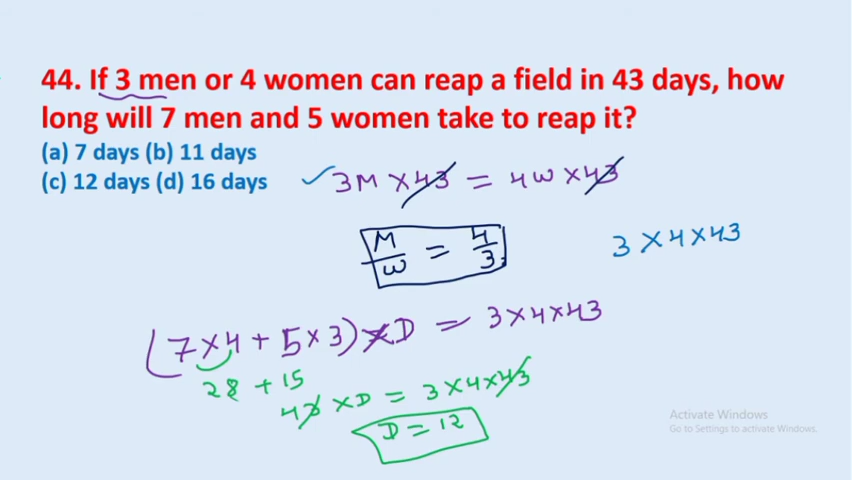 44. If 3 men or 4 women can reap a field in 43 days, how
long will 7 men and 5 women take to reap it?
(a) 7 days (b) 11 days
(c) 12 days (d) 16 days
3M × 43 = 4W × 43
M/W = 4/3
3 × 4 × 43
(7 × 4 + 5 × 3) × D = 3 × 4 × 43
28 + 15
43 × D = 3 × 4 × 43
D = 12
Activate Windows
Go to Settings to activate Windows.